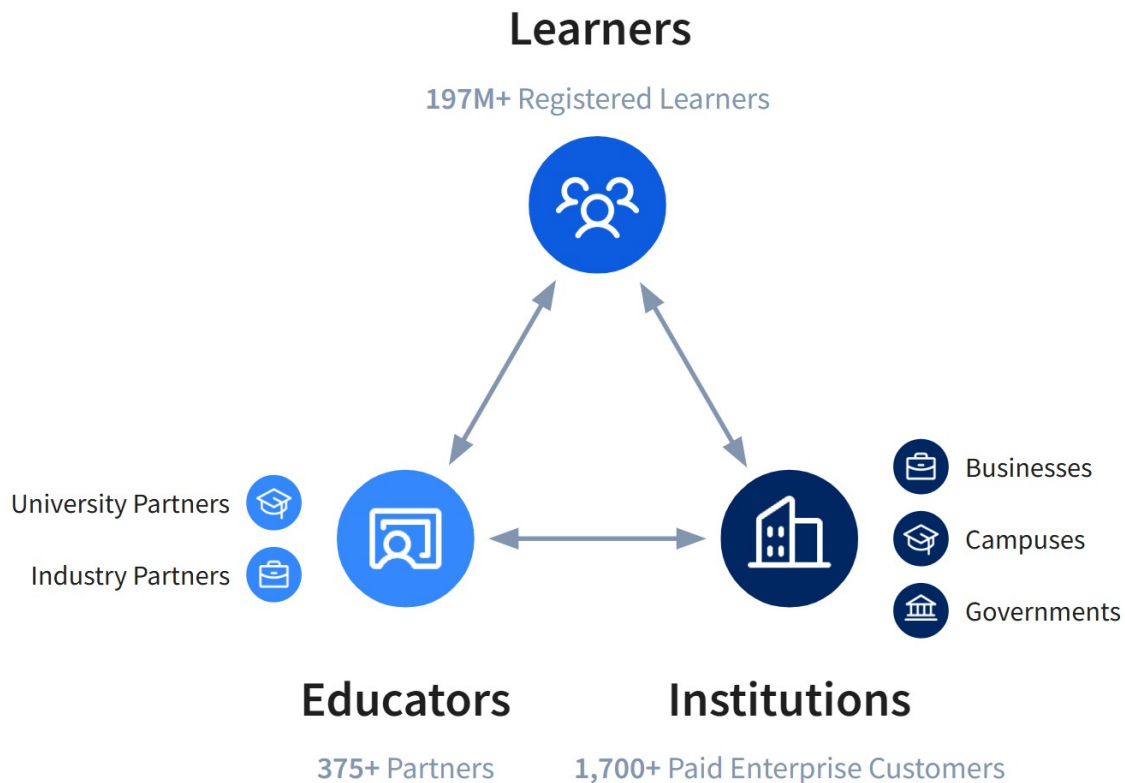 Learners
197M+ Registered Learners
University Partners
Industry Partners
Businesses
Campuses
Governments
Educators
375+ Partners
Institutions
1,700+ Paid Enterprise Customers